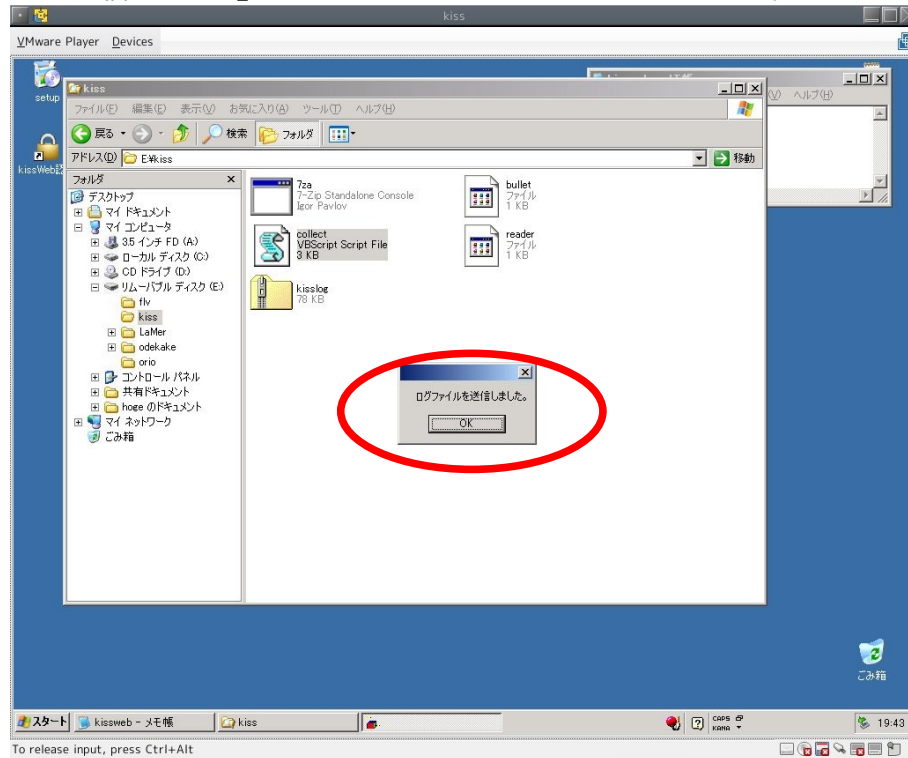 kiss
VMware Player Devices
setup
kissWeb認
kiss
ファイル(F) 編集(E) 表示(V) お気に入り(A) ツール(T) ヘルプ(H)
戻る 検索 フォルダ
アドレス(D) E:¥kiss 移動
(V) ヘルプ(H)
フォルダ
デスクトップ
マイ ドキュメント
マイ コンピュータ
3.5 インチ FD (A:)
ローカル ディスク (C:)
CD ドライブ (D:)
リムーバブル ディスク (E:)
flv
kiss
LaMer
odekake
orio
コントロール パネル
共有ドキュメント
hoge のドキュメント
マイ ネットワーク
ごみ箱
7za
7-Zip Standalone Console
Igor Pavlov
bullet
ファイル
1 KB
collect
VBScript Script File
3 KB
reader
ファイル
1 KB
kisslog
78 KB
ログファイルを送信しました。
OK
ごみ箱
スタート kissweb - メモ帳 kiss CAPS KANA 19:43
To release input, press Ctrl+Alt